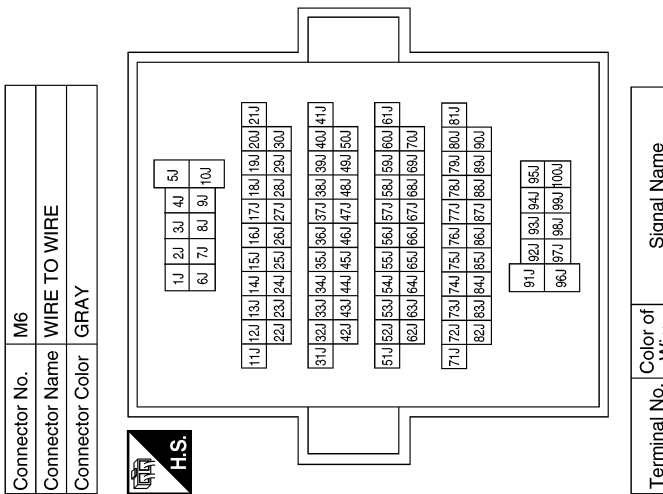 Connector No. M6
Connector Name WIRE TO WIRE
Connector Color GRAY
H.S.
1J 2J 3J 4J 5J
6J 7J 8J 9J 10J
11J 12J 13J 14J 15J 16J 17J 18J 19J 20J 21J
22J 23J 24J 25J 26J 27J 28J 29J 30J
31J 32J 33J 34J 35J 36J 37J 38J 39J 40J 41J
42J 43J 44J 45J 46J 47J 48J 49J 50J
51J 52J 53J 54J 55J 56J 57J 58J 59J 60J 61J
62J 63J 64J 65J 66J 67J 68J 69J 70J
71J 72J 73J 74J 75J 76J 77J 78J 79J 80J 81J
82J 83J 84J 85J 86J 87J 88J 89J 90J
91J 92J 93J 94J 95J
96J 97J 98J 99J 100J
Terminal No. Color of Signal Name